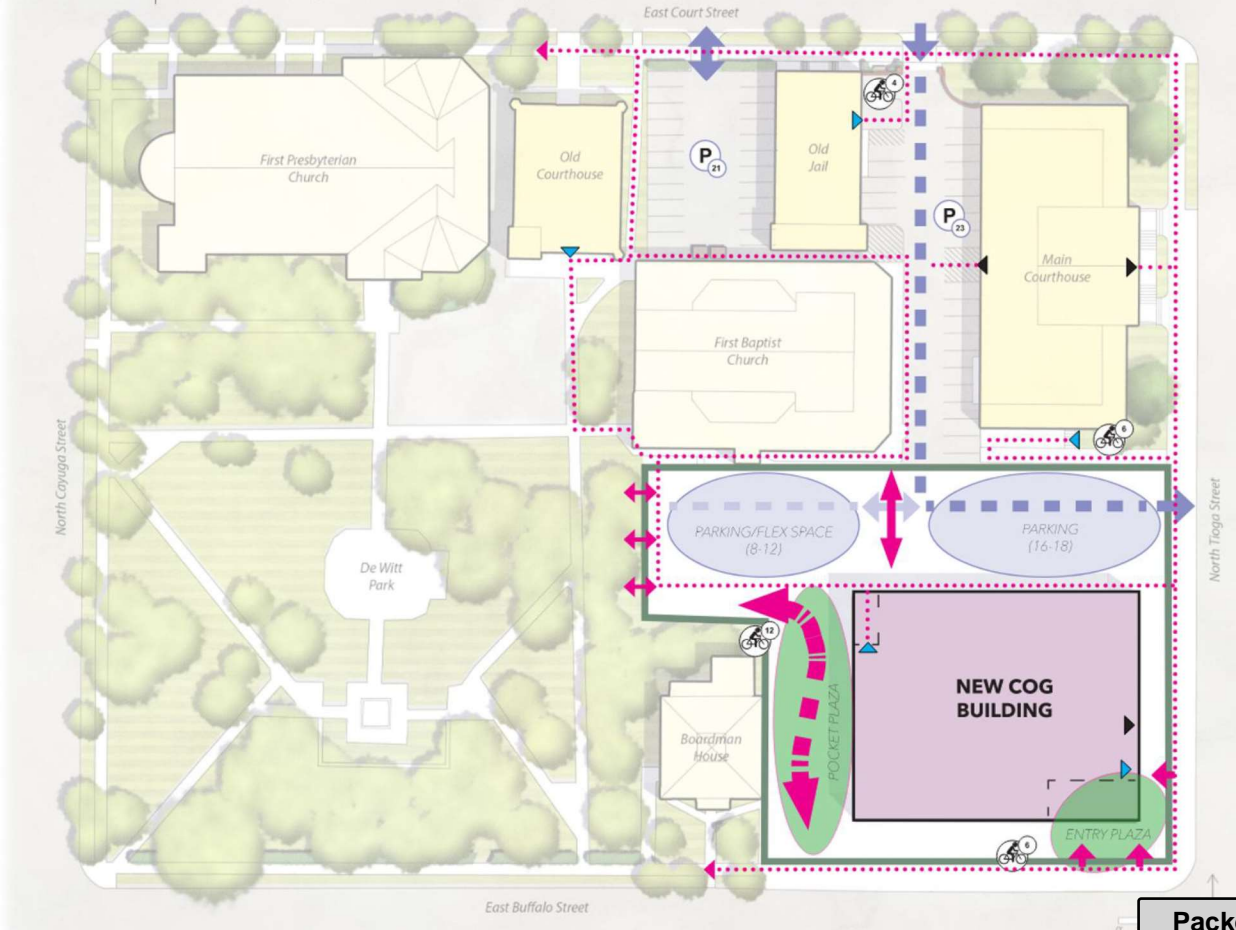 East Court Street
4
First Presbyterian
Church
Old
Courthouse
P
21
Old
Jail
P
23
Main
Courthouse
First Baptist
Church
6
North Cayuga Street
North Tioga Street
PARKING/FLEX SPACE
(8-12)
PARKING
(16-18)
De Witt
Park
12
NEW COG
BUILDING
POCKET PLAZA
Boardman
House
ENTRY PLAZA
6
East Buffalo Street
Packe